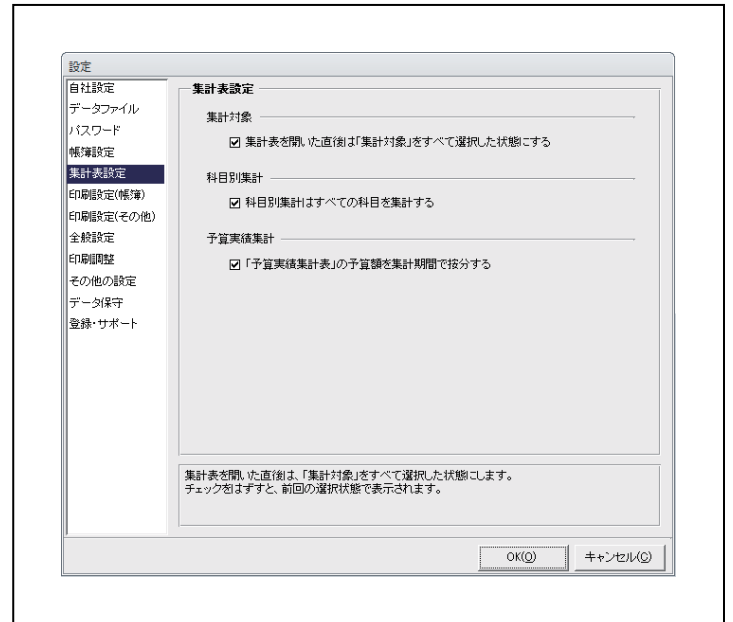 設定
自社設定
データファイル
パスワード
帳簿設定
集計表設定
印刷設定(帳簿)
印刷設定(その他)
全般設定
印刷調整
その他の設定
データ保守
登録・サポート
集計表設定
集計対象
集計表を開いた直後は「集計対象」をすべて選択した状態にする
科目別集計
科目別集計はすべての科目を集計する
予算実績集計
「予算実績集計表」の予算額を集計期間で按分する
集計表を開いた直後は、「集計対象」をすべて選択した状態にします。
チェックをはずすと、前回の選択状態で表示されます。
OK(O)
キャンセル(C)